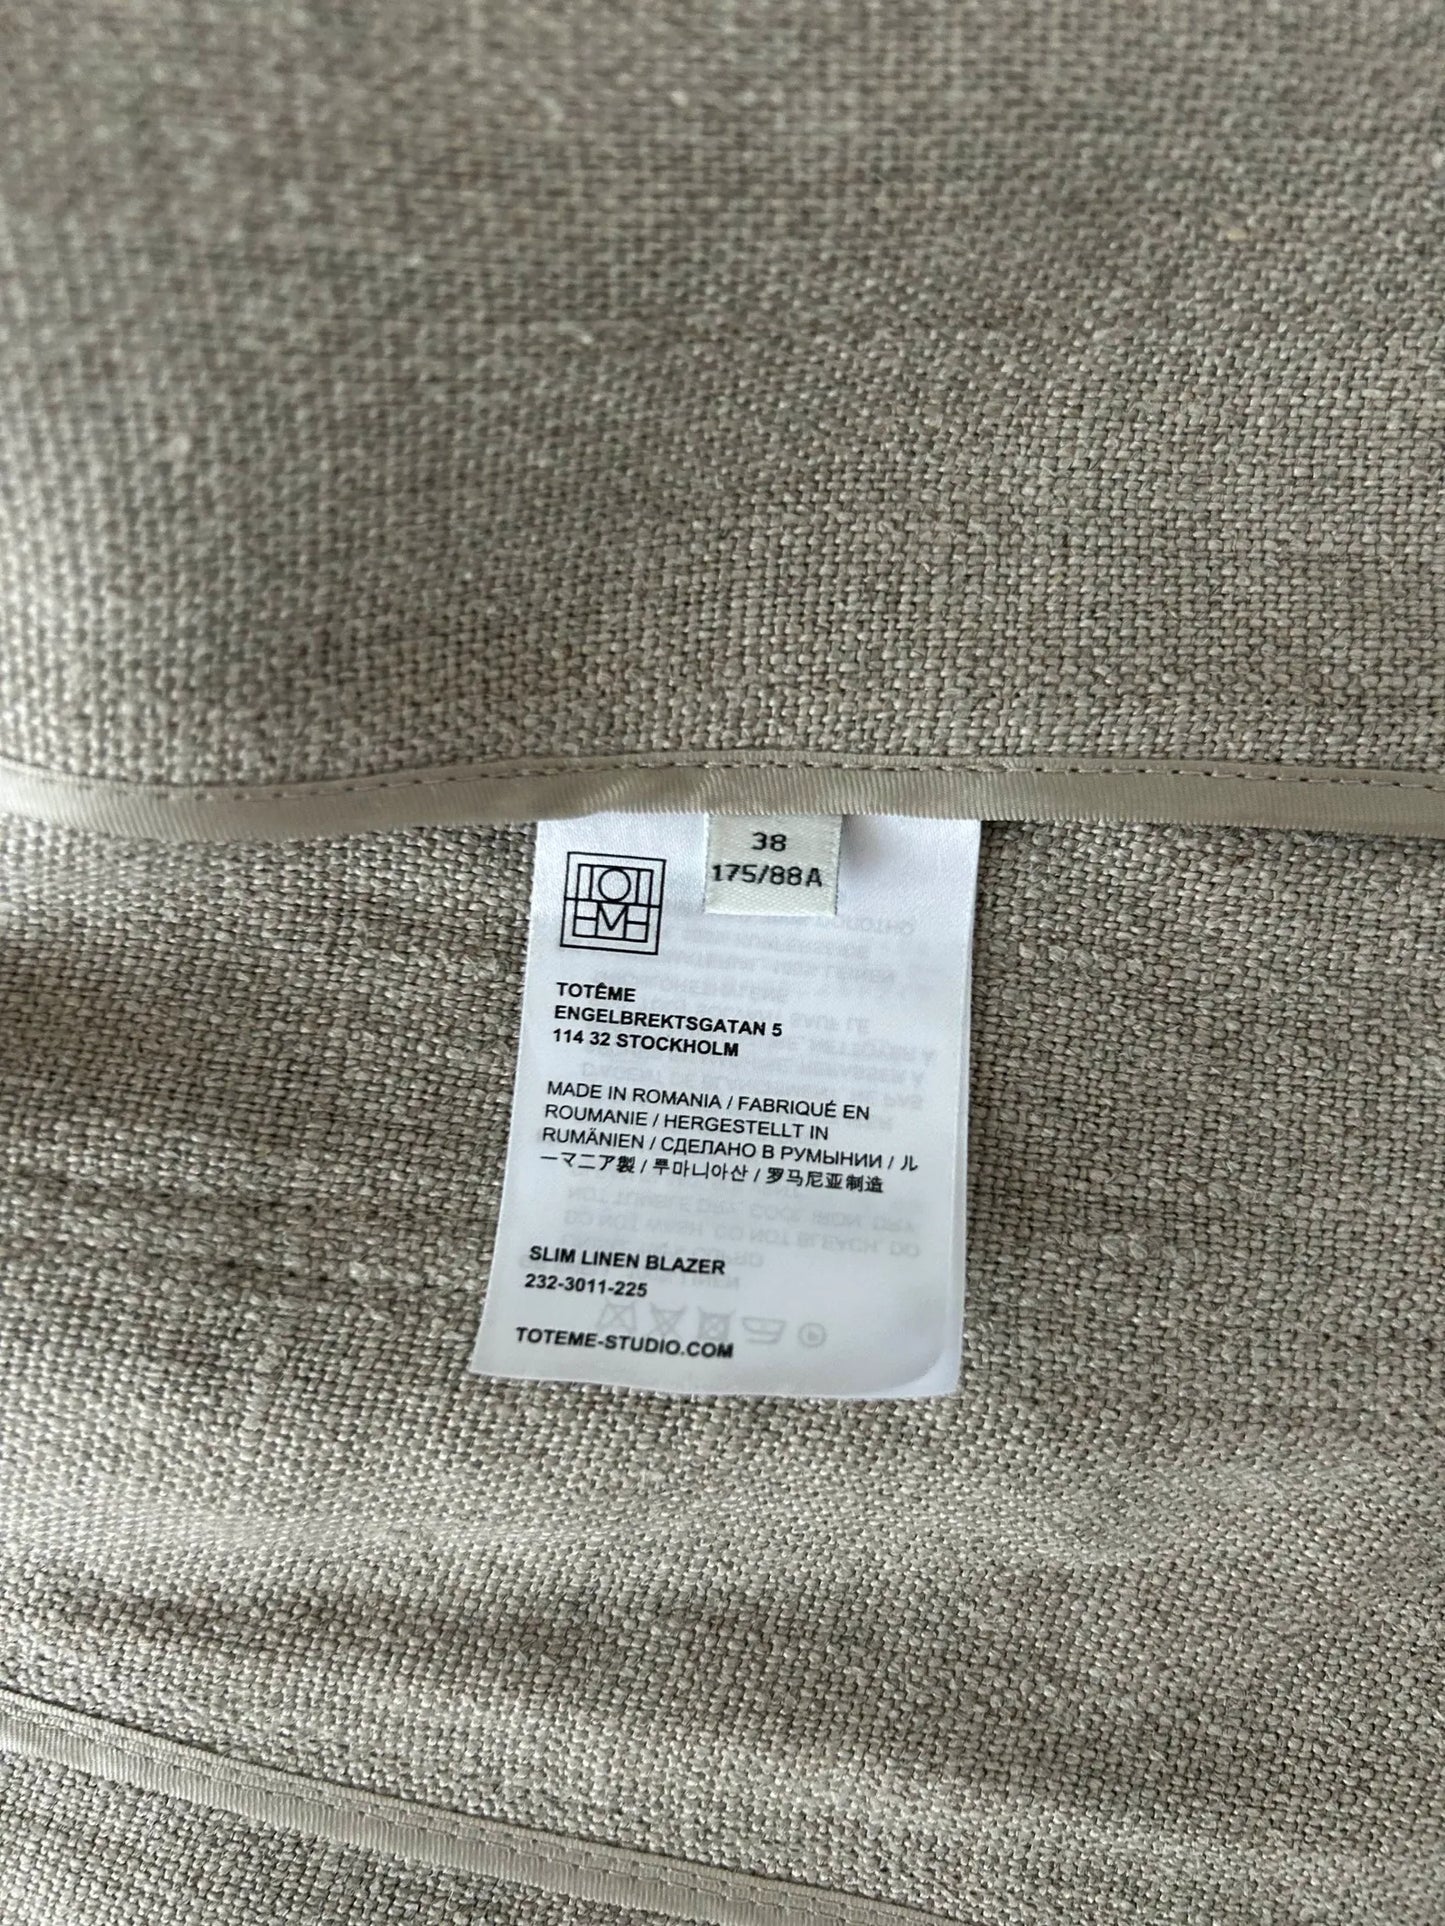 38
175/88A
TOTÊME
TOTÊME
ENGELBREKTSGATAN 5
114 32 STOCKHOLM
MADE IN ROMANIA / FABRIQUÉ EN
ROUMANIE / HERGESTELLT IN
RUMÄNIEN / СДЕЛАНО В РУМЫНИИ / ル
ーマニア製 / 루마니아산 / 罗马尼亚制造
SLIM LINEN BLAZER
232-3011-225
TOTEME-STUDIO.COM